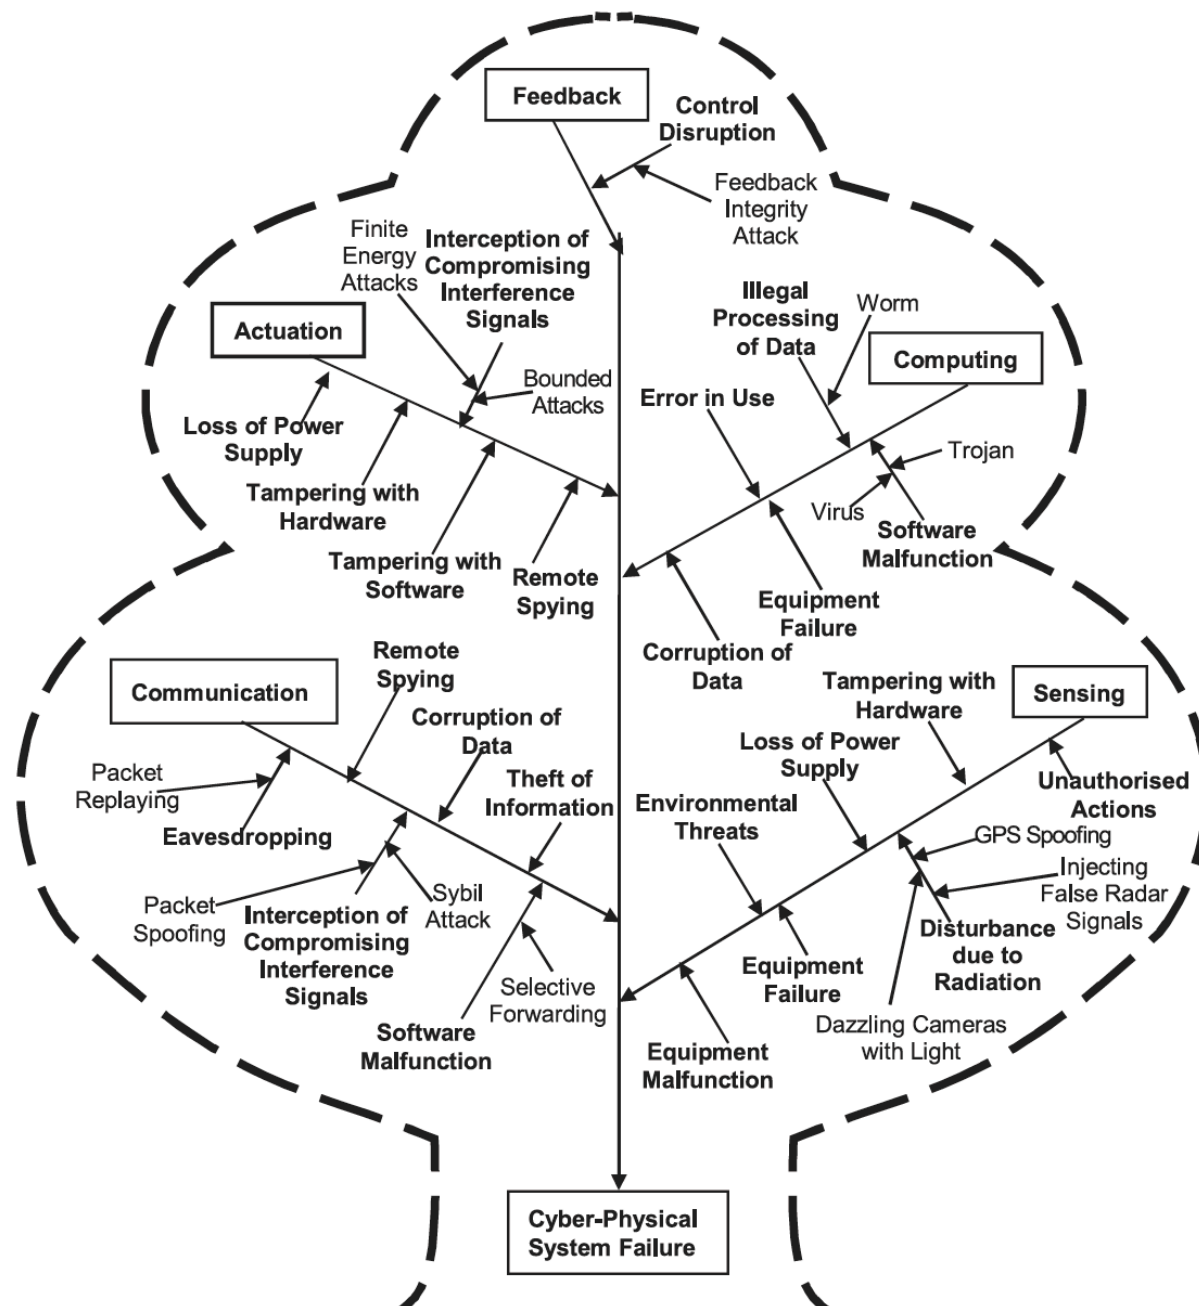 Feedback
Control
Disruption
Feedback
Integrity
Attack
Finite
Energy
Attacks
Interception of
Compromising
Interference
Signals
Actuation
Bounded
Attacks
Loss of Power
Supply
Tampering with
Hardware
Tampering with
Software
Remote
Spying
Illegal
Processing
of Data
Worm
Computing
Error in Use
Trojan
Virus
Software
Malfunction
Equipment
Failure
Corruption of
Data
Communication
Remote
Spying
Corruption of
Data
Theft of
Information
Packet
Replaying
Eavesdropping
Packet
Spoofing
Sybil
Attack
Interception of
Compromising
Interference
Signals
Selective
Forwarding
Software
Malfunction
Tampering with
Hardware
Sensing
Loss of Power
Supply
Unauthorised
Actions
Environmental
Threats
GPS Spoofing
Injecting
False Radar
Signals
Disturbance
due to
Radiation
Equipment
Failure
Dazzling Cameras
with Light
Equipment
Malfunction
Cyber-Physical
System Failure